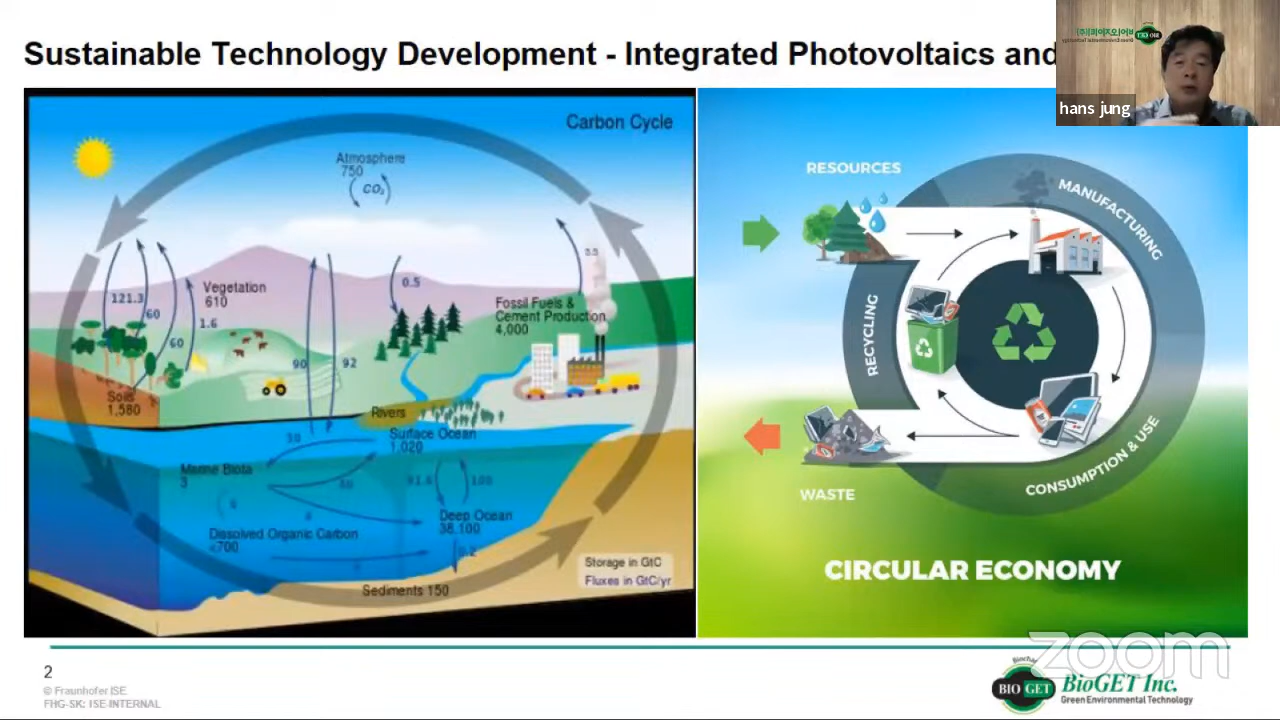 Sustainable Technology Development - Integrated Photovoltaics and
hans jung
Carbon Cycle
Atmosphere
750
CO₂
121.3
60
60
1.6
Vegetation
610
90
92
0.5
5.5
Fossil Fuels &
Cement Production
4,000
Soils
1,580
Rivers
Surface Ocean
1,020
Marine Biota
3
91.6
100
Deep Ocean
38,100
Dissolved Organic Carbon
<700
0.2
Sediments 150
Storage in GtC
Fluxes in GtC/yr
RESOURCES
MANUFACTURING
RECYCLING
CONSUMPTION & USE
WASTE
CIRCULAR ECONOMY
zoom
2
© Fraunhofer ISE
FHG-SK: ISE-INTERNAL
Biochar
BIO GET
BioGET Inc.
Green Environmental Technology